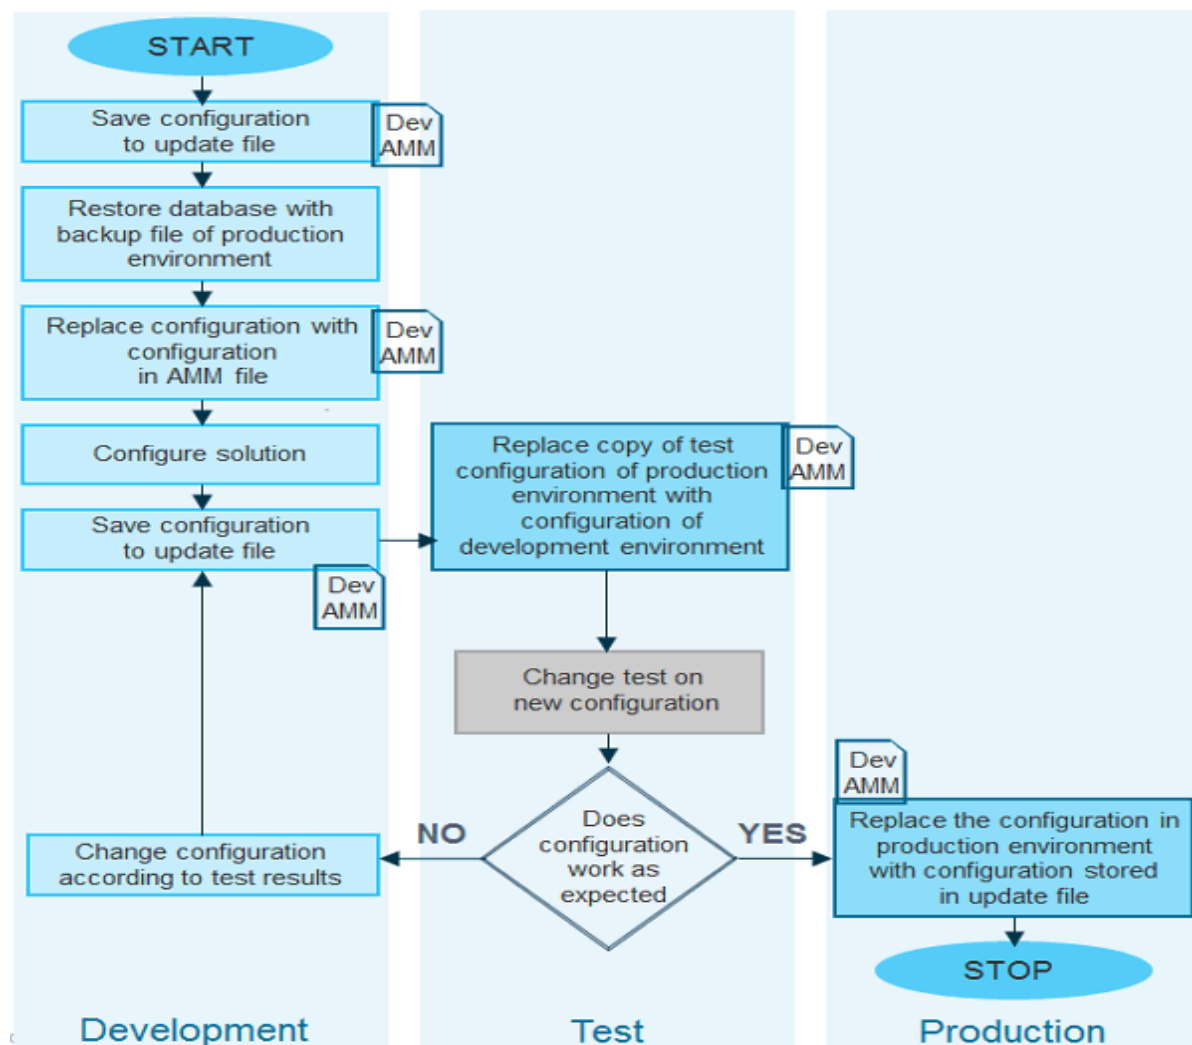 START
Save configuration
to update file
Dev
AMM
Restore database with
backup file of production
environment
Replace configuration with
configuration
in AMM file
Dev
AMM
Configure solution
Save configuration
to update file
Dev
AMM
Replace copy of test
configuration of production
environment with
configuration of
development environment
Dev
AMM
Change test on
new configuration
Does
configuration
work as
expected
NO
YES
Change configuration
according to test results
Dev
AMM
Replace the configuration in
production environment
with configuration stored
in update file
STOP
Development
Test
Production